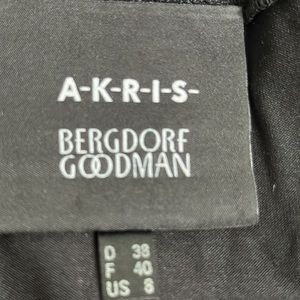 A-K-R-I-S-
BERGDORF
GOODMAN
D 38
F 40
US 8